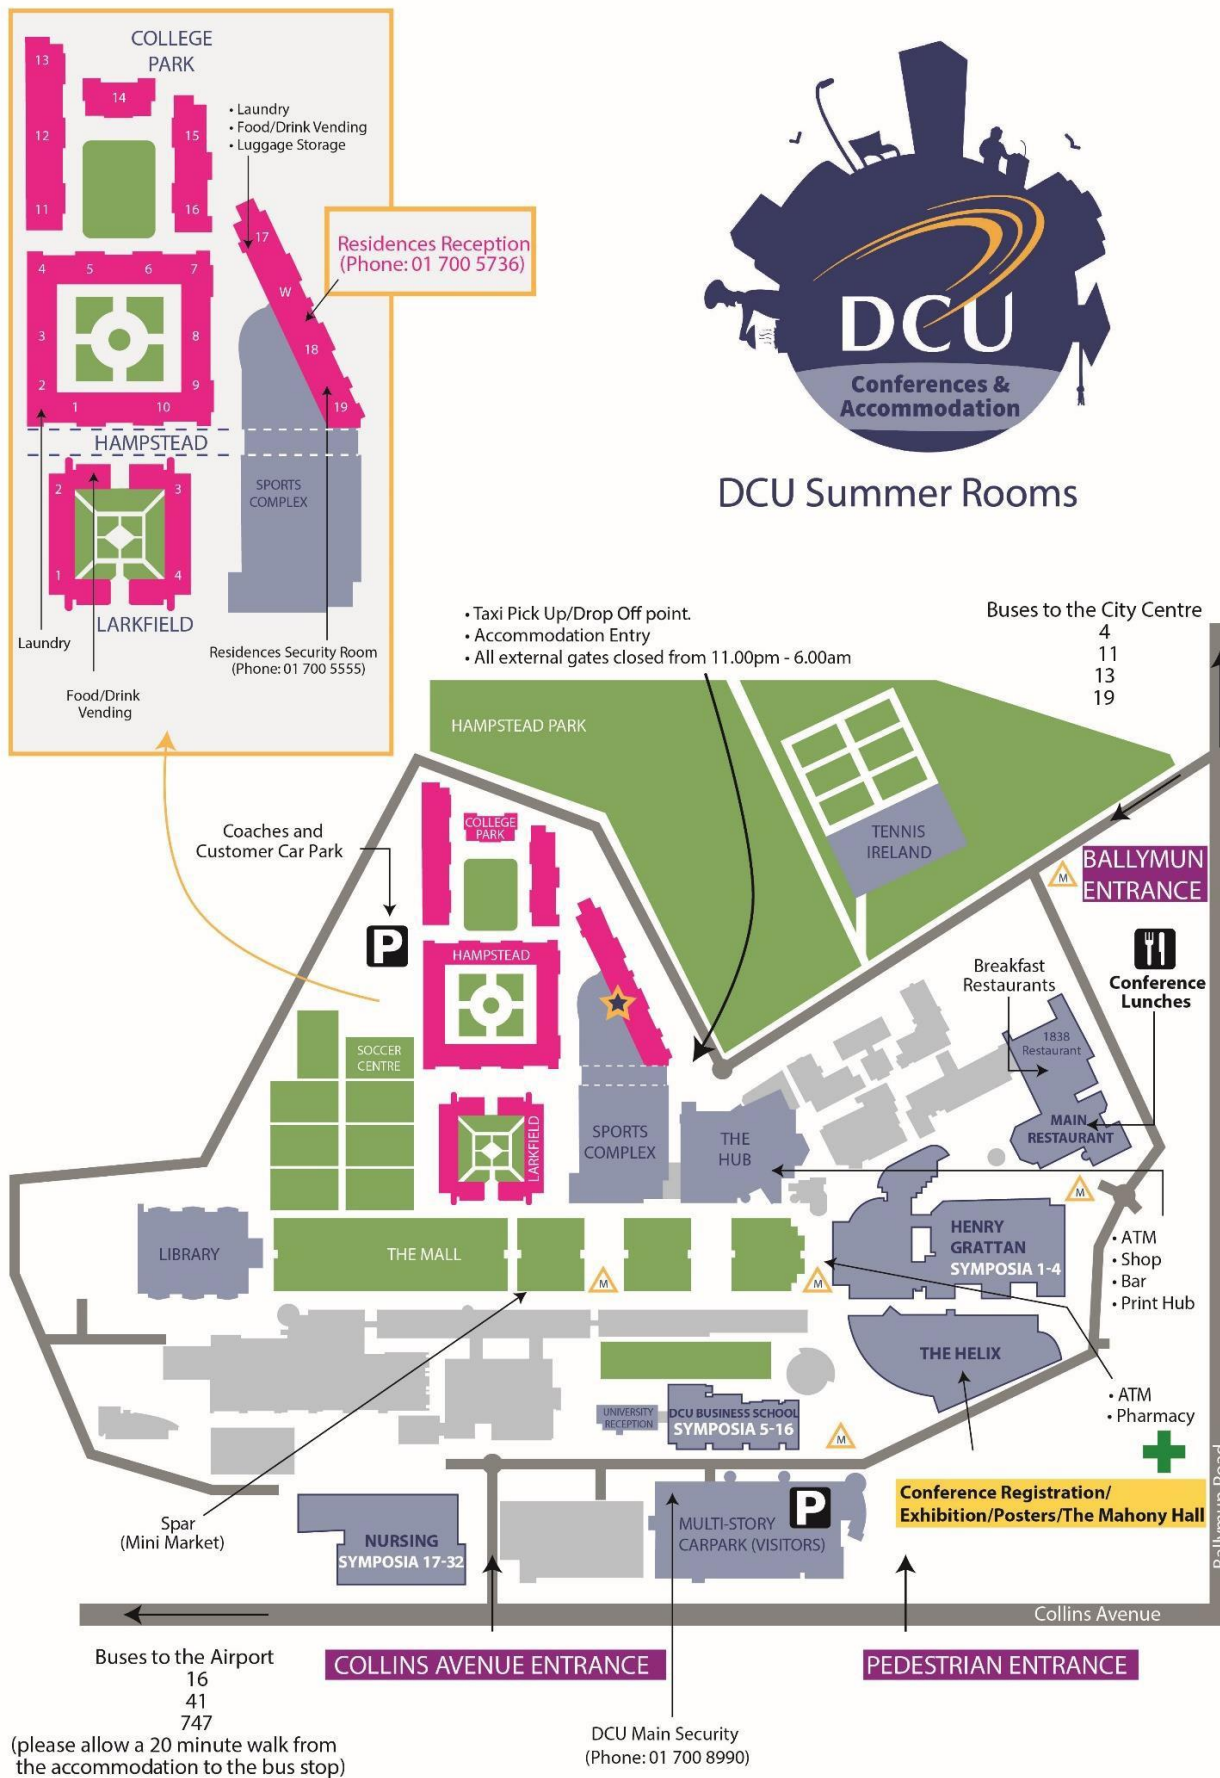 COLLEGE
PARK
13
14
12
15
11
16
• Laundry
• Food/Drink Vending
• Luggage Storage
17
Residences Reception
(Phone: 01 700 5736)
W
18
19
4
5
6
7
3
8
2
9
1
10
HAMPSTEAD
2
3
1
4
SPORTS
COMPLEX
LARKFIELD
Laundry
Food/Drink
Vending
Residences Security Room
(Phone: 01 700 5555)
DCU
Conferences &
Accommodation
DCU Summer Rooms
• Taxi Pick Up/Drop Off point.
• Accommodation Entry
• All external gates closed from 11.00pm - 6.00am
Buses to the City Centre
4
11
13
19
HAMPSTEAD PARK
TENNIS
IRELAND
Coaches and
Customer Car Park
P
COLLEGE
PARK
HAMPSTEAD
M
BALLYMUN
ENTRANCE
Breakfast
Restaurants
Conference
Lunches
1838
Restaurant
MAIN
RESTAURANT
SOCCER
CENTRE
LARKFIELD
SPORTS
COMPLEX
THE
HUB
M
• ATM
• Shop
• Bar
• Print Hub
LIBRARY
THE MALL
M
M
HENRY
GRATTAN
SYMPOSIA 1-4
THE HELIX
• ATM
• Pharmacy
UNIVERSITY
RECEPTION
DCU BUSINESS SCHOOL
SYMPOSIA 5-16
M
Conference Registration/
Exhibition/Posters/The Mahony Hall
Spar
(Mini Market)
NURSING
SYMPOSIA 17-32
MULTI-STORY
CARPARK (VISITORS)
P
Ballymun Road
Collins Avenue
Buses to the Airport
16
41
747
(please allow a 20 minute walk from
the accommodation to the bus stop)
COLLINS AVENUE ENTRANCE
PEDESTRIAN ENTRANCE
DCU Main Security
(Phone: 01 700 8990)